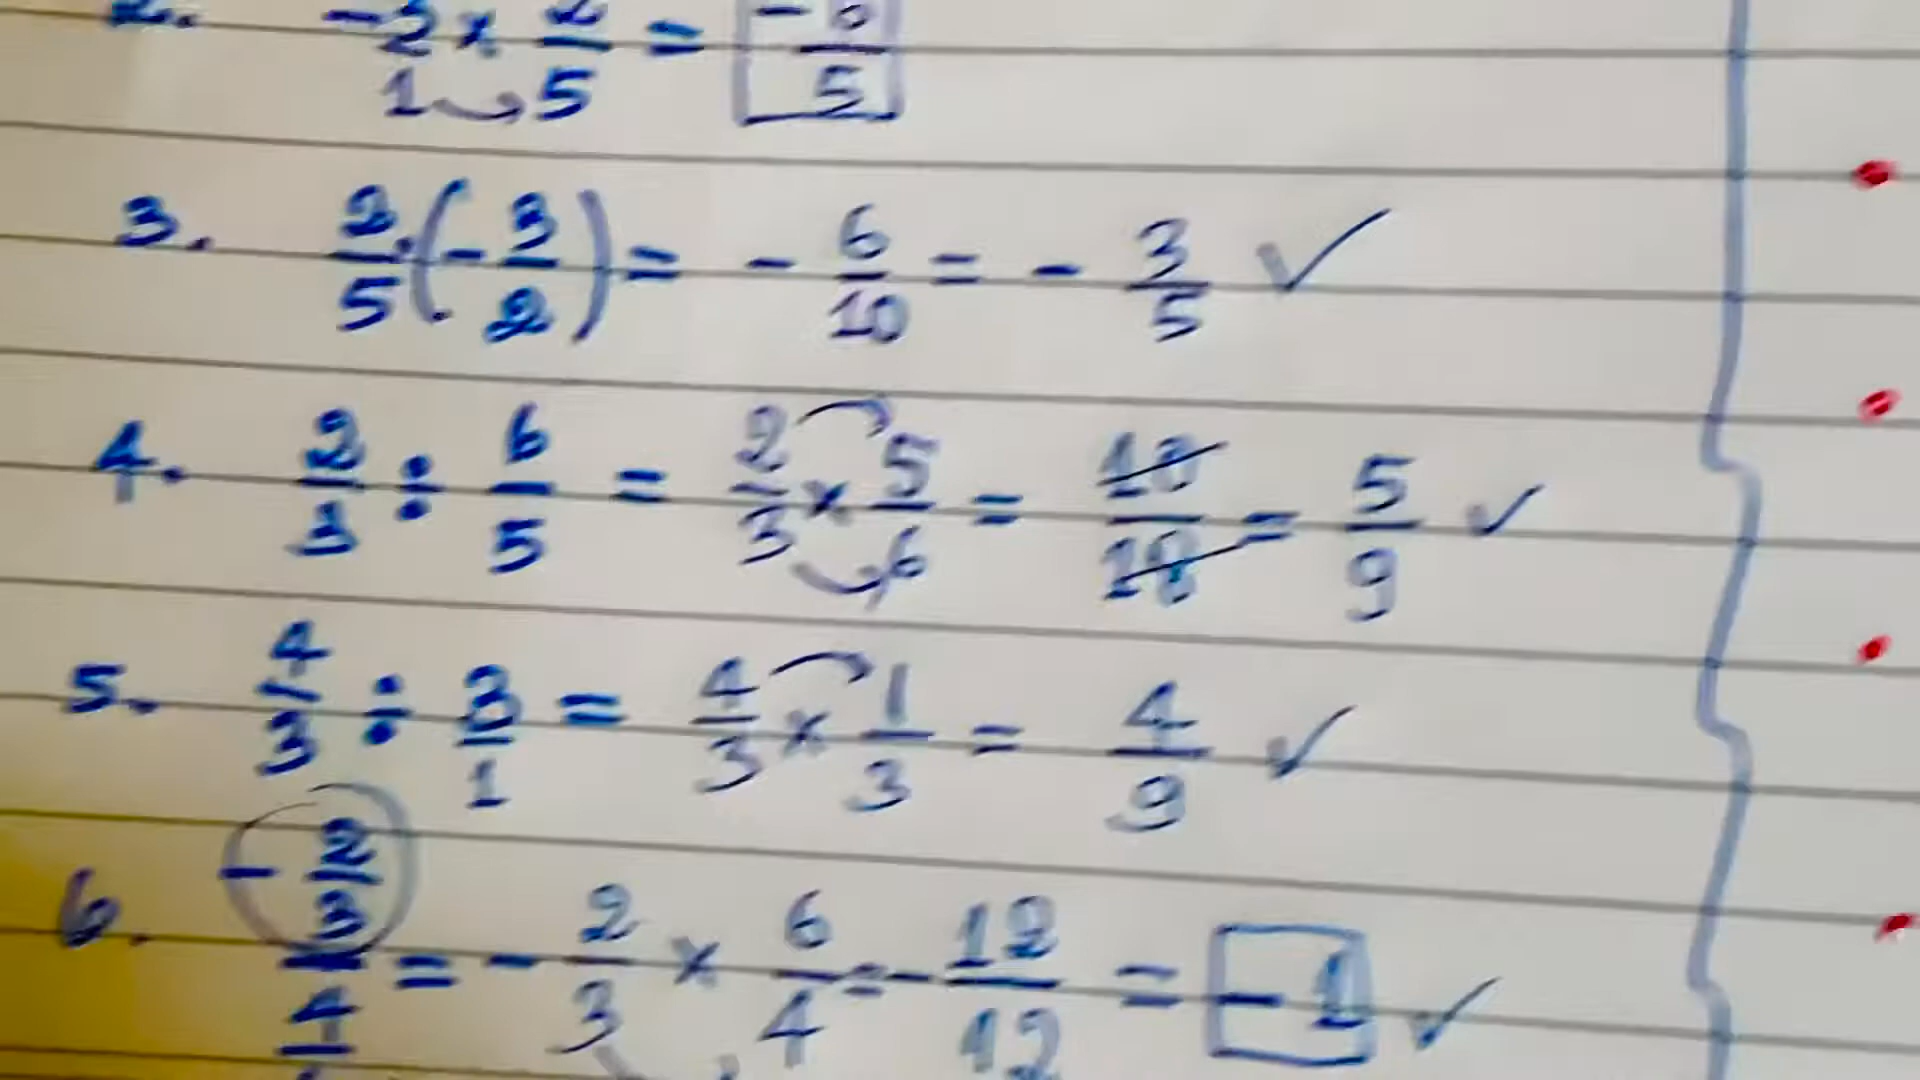 3. 2/5 · (- 3/2) = - 6/10 = - 3/5 ✓
4. 2/3 ÷ 6/5 = 2/3 × 5/6 = 10/18 = 5/9 ✓
5. 4/3 ÷ 3/1 = 4/3 × 1/3 = 4/9 ✓
6. - 2/3 / 4 = - 2/3 × 6/4 = - 12/12 = - 1 ✓